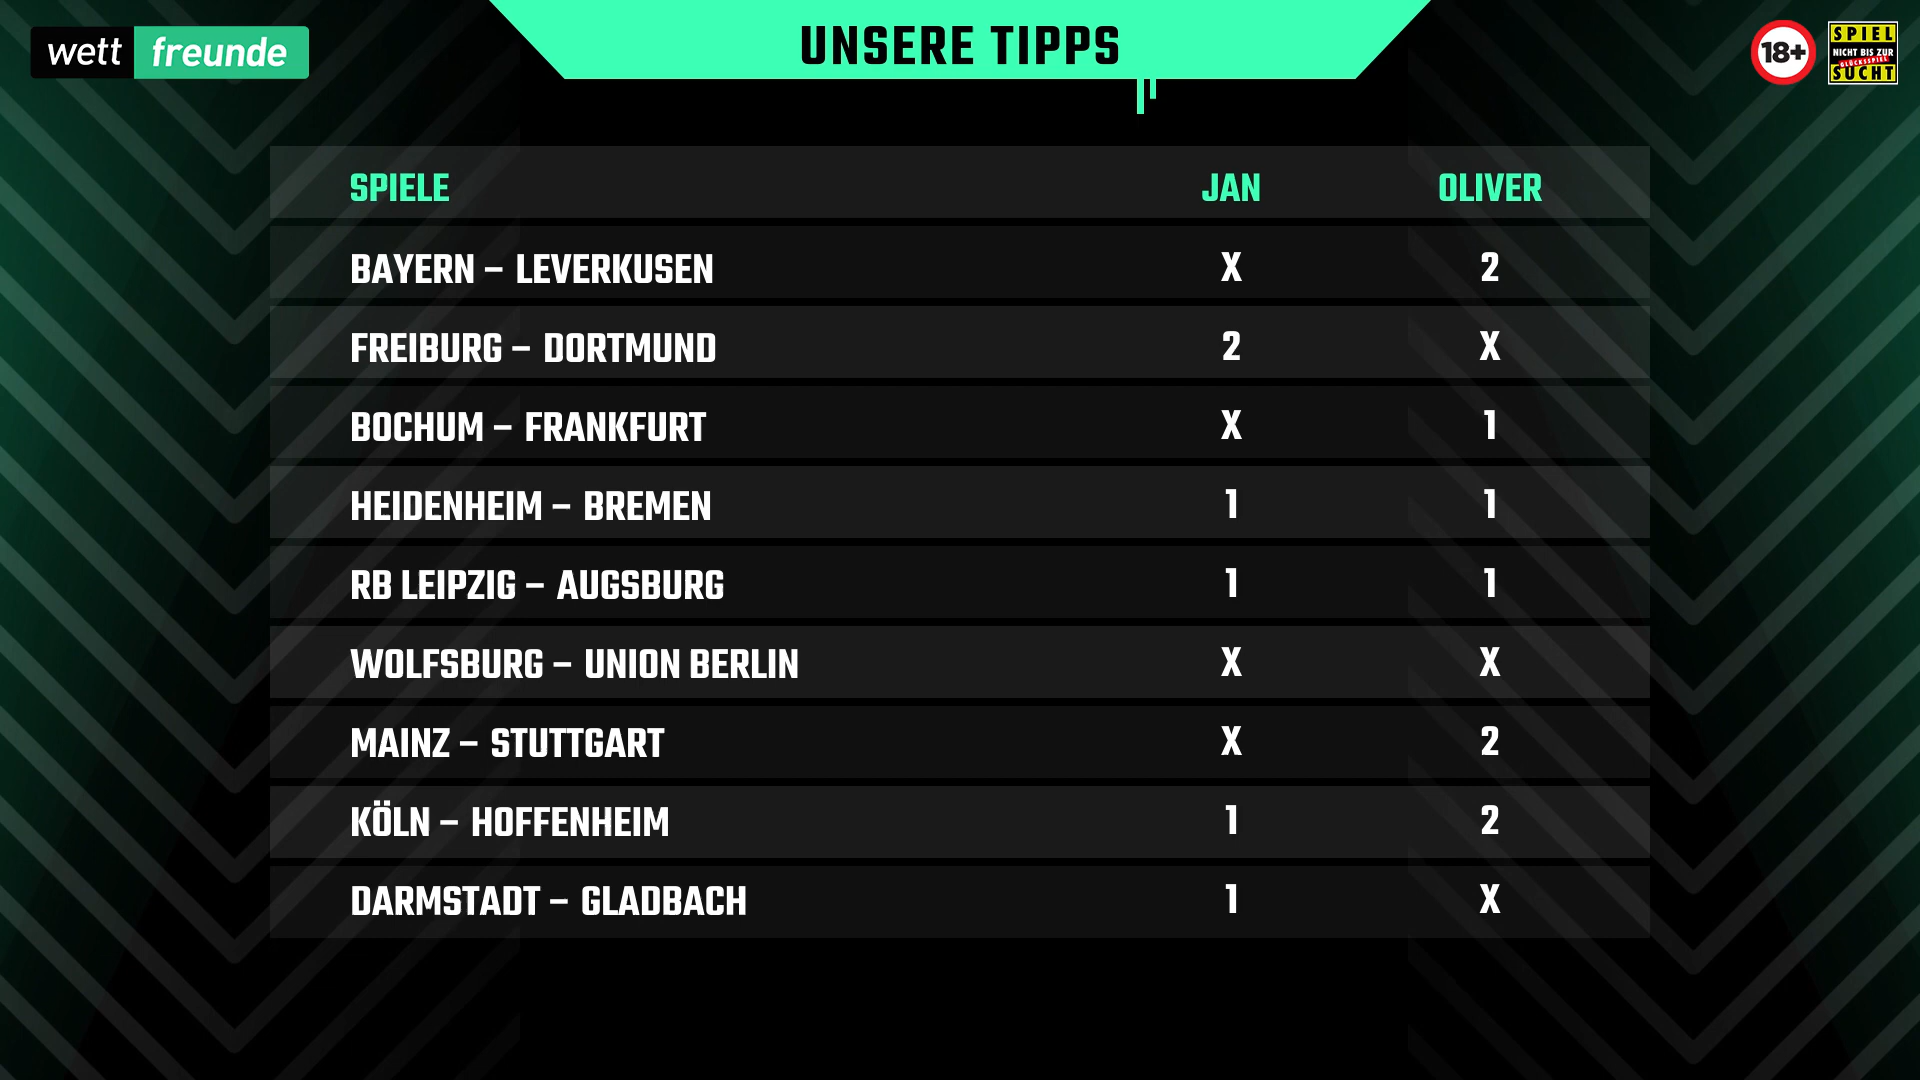 wett freunde
UNSERE TIPPS
18+
SPIEL
NICHT BIS ZUR
GLÜCKSSPIEL
SUCHT
SPIELE JAN OLIVER
BAYERN – LEVERKUSEN X 2
FREIBURG – DORTMUND 2 X
BOCHUM – FRANKFURT X 1
HEIDENHEIM – BREMEN 1 1
RB LEIPZIG – AUGSBURG 1 1
WOLFSBURG – UNION BERLIN X X
MAINZ – STUTTGART X 2
KÖLN – HOFFENHEIM 1 2
DARMSTADT – GLADBACH 1 X